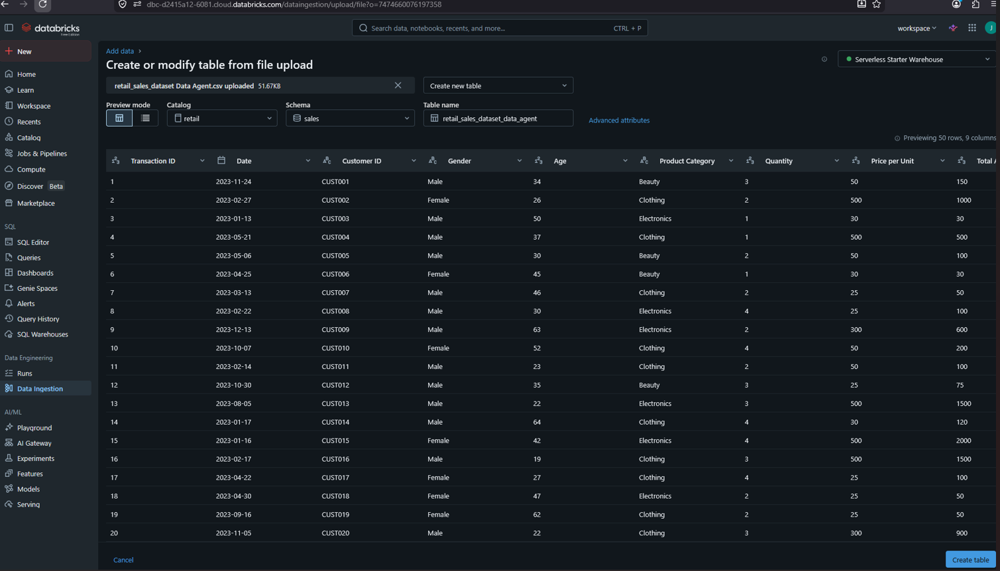 dbc-d2415a12-6081.cloud.databricks.com/dataingestion/upload/file?o=7474660076197358
databricks
Free Edition
Search data, notebooks, recents, and more...
CTRL + P
workspace
J
New
Home
Learn
Workspace
Recents
Catalog
Jobs & Pipelines
Compute
Discover Beta
Marketplace
SQL
SQL Editor
Queries
Dashboards
Genie Spaces
Alerts
Query History
SQL Warehouses
Data Engineering
Runs
Data Ingestion
AI/ML
Playground
AI Gateway
Experiments
Features
Models
Serving
Add data
Create or modify table from file upload
Serverless Starter Warehouse
retail_sales_dataset Data Agent.csv uploaded 51.67KB
Create new table
Preview mode Catalog Schema Table name
retail sales retail_sales_dataset_data_agent Advanced attributes
Previewing 50 rows, 9 columns
Transaction ID Date Customer ID Gender Age Product Category Quantity Price per Unit Total A
1 2023-11-24 CUST001 Male 34 Beauty 3 50 150
2 2023-02-27 CUST002 Female 26 Clothing 2 500 1000
3 2023-01-13 CUST003 Male 50 Electronics 1 30 30
4 2023-05-21 CUST004 Male 37 Clothing 1 500 500
5 2023-05-06 CUST005 Male 30 Beauty 2 50 100
6 2023-04-25 CUST006 Female 45 Beauty 1 30 30
7 2023-03-13 CUST007 Male 46 Clothing 2 25 50
8 2023-02-22 CUST008 Male 30 Electronics 4 25 100
9 2023-12-13 CUST009 Male 63 Electronics 2 300 600
10 2023-10-07 CUST010 Female 52 Clothing 4 50 200
11 2023-02-14 CUST011 Male 23 Clothing 2 50 100
12 2023-10-30 CUST012 Male 35 Beauty 3 25 75
13 2023-08-05 CUST013 Male 22 Electronics 3 500 1500
14 2023-01-17 CUST014 Male 64 Clothing 4 30 120
15 2023-01-16 CUST015 Female 42 Electronics 4 500 2000
16 2023-02-17 CUST016 Male 19 Clothing 3 500 1500
17 2023-04-22 CUST017 Female 27 Clothing 4 25 100
18 2023-04-30 CUST018 Female 47 Electronics 2 25 50
19 2023-09-16 CUST019 Female 62 Clothing 2 25 50
20 2023-11-05 CUST020 Male 22 Clothing 3 300 900
Cancel
Create table